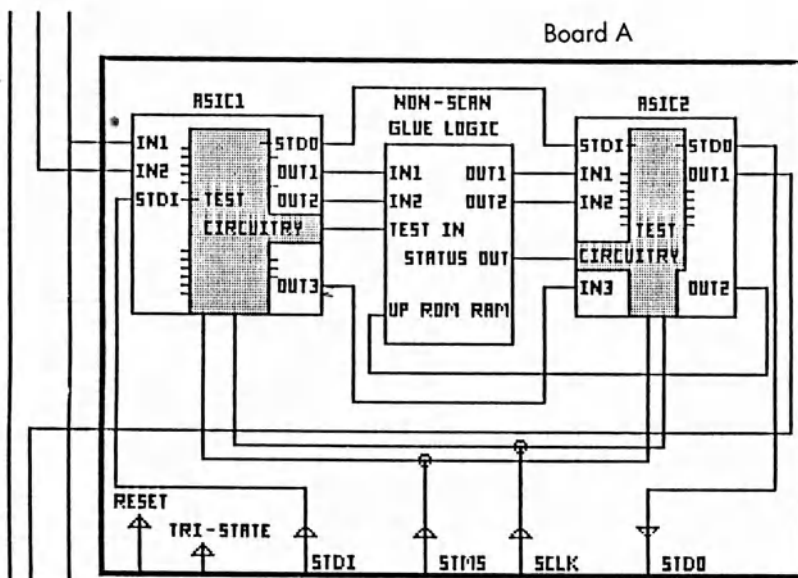 Board A
ASIC1
NON-SCAN
GLUE LOGIC
ASIC2
IN1
STDO
IN2
OUT1
STDI
OUT2
TEST
CIRCUITRY
OUT3
IN1
OUT1
IN2
OUT2
TEST IN
STATUS OUT
UP ROM RAM
STDI
STDO
IN1
OUT1
IN2
TEST
CIRCUITRY
IN3
OUT2
RESET
TRI-STATE
STDI
STMS
SCLK
STDO